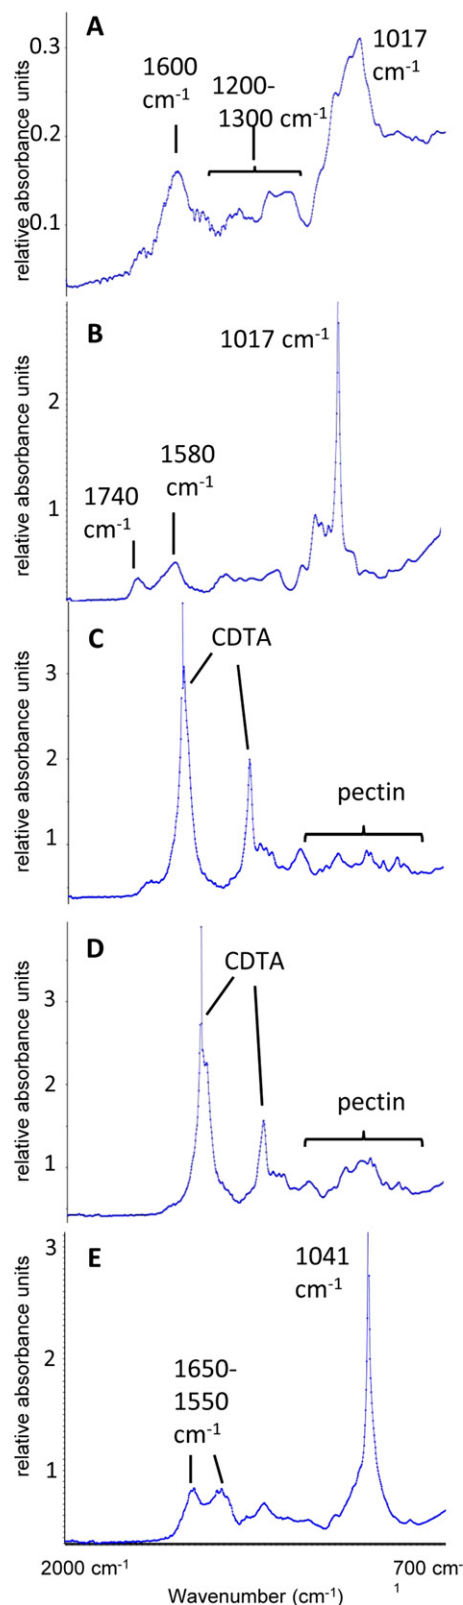 A
relative absorbance units
0.3
0.2
0.1
1600
cm-1
1200-
1300 cm-1
1017
cm-1
B
relative absorbance units
2
1
1740
cm-1
1580
cm-1
1017 cm-1
C
relative absorbance units
3
2
1
CDTA
pectin
D
relative absorbance units
3
2
1
CDTA
pectin
E
relative absorbance units
3
2
1
1650-
1550
cm-1
1041
cm-1
2000 cm-1
700 cm-
1
Wavenumber (cm-1)